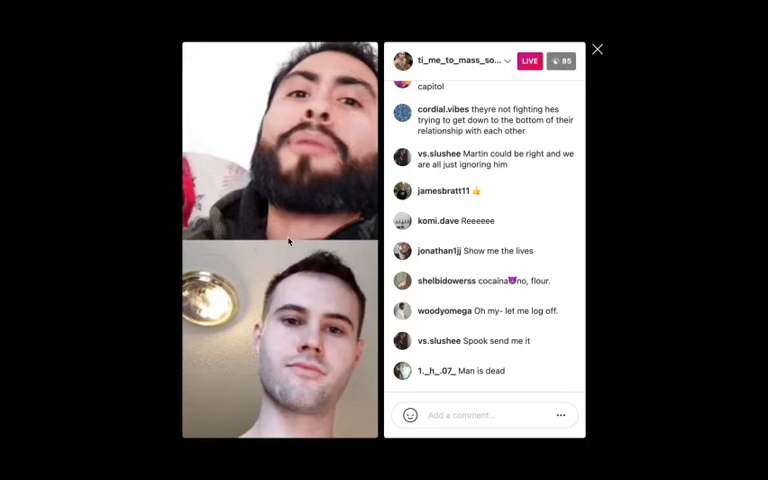 ti_me_to_mass_so...
LIVE
85
capitol
cordial.vibes theyre not fighting hes
trying to get down to the bottom of their
relationship with each other
vs.slushee Martin could be right and we
are all just ignoring him
jamesbratt11 👍
komi.dave Reeeeee
jonathan1jj Show me the lives
shelbidowerss cocaína😈no, flour.
woodyomega Oh my- let me log off.
vs.slushee Spook send me it
1._h_.07_ Man is dead
Add a comment...